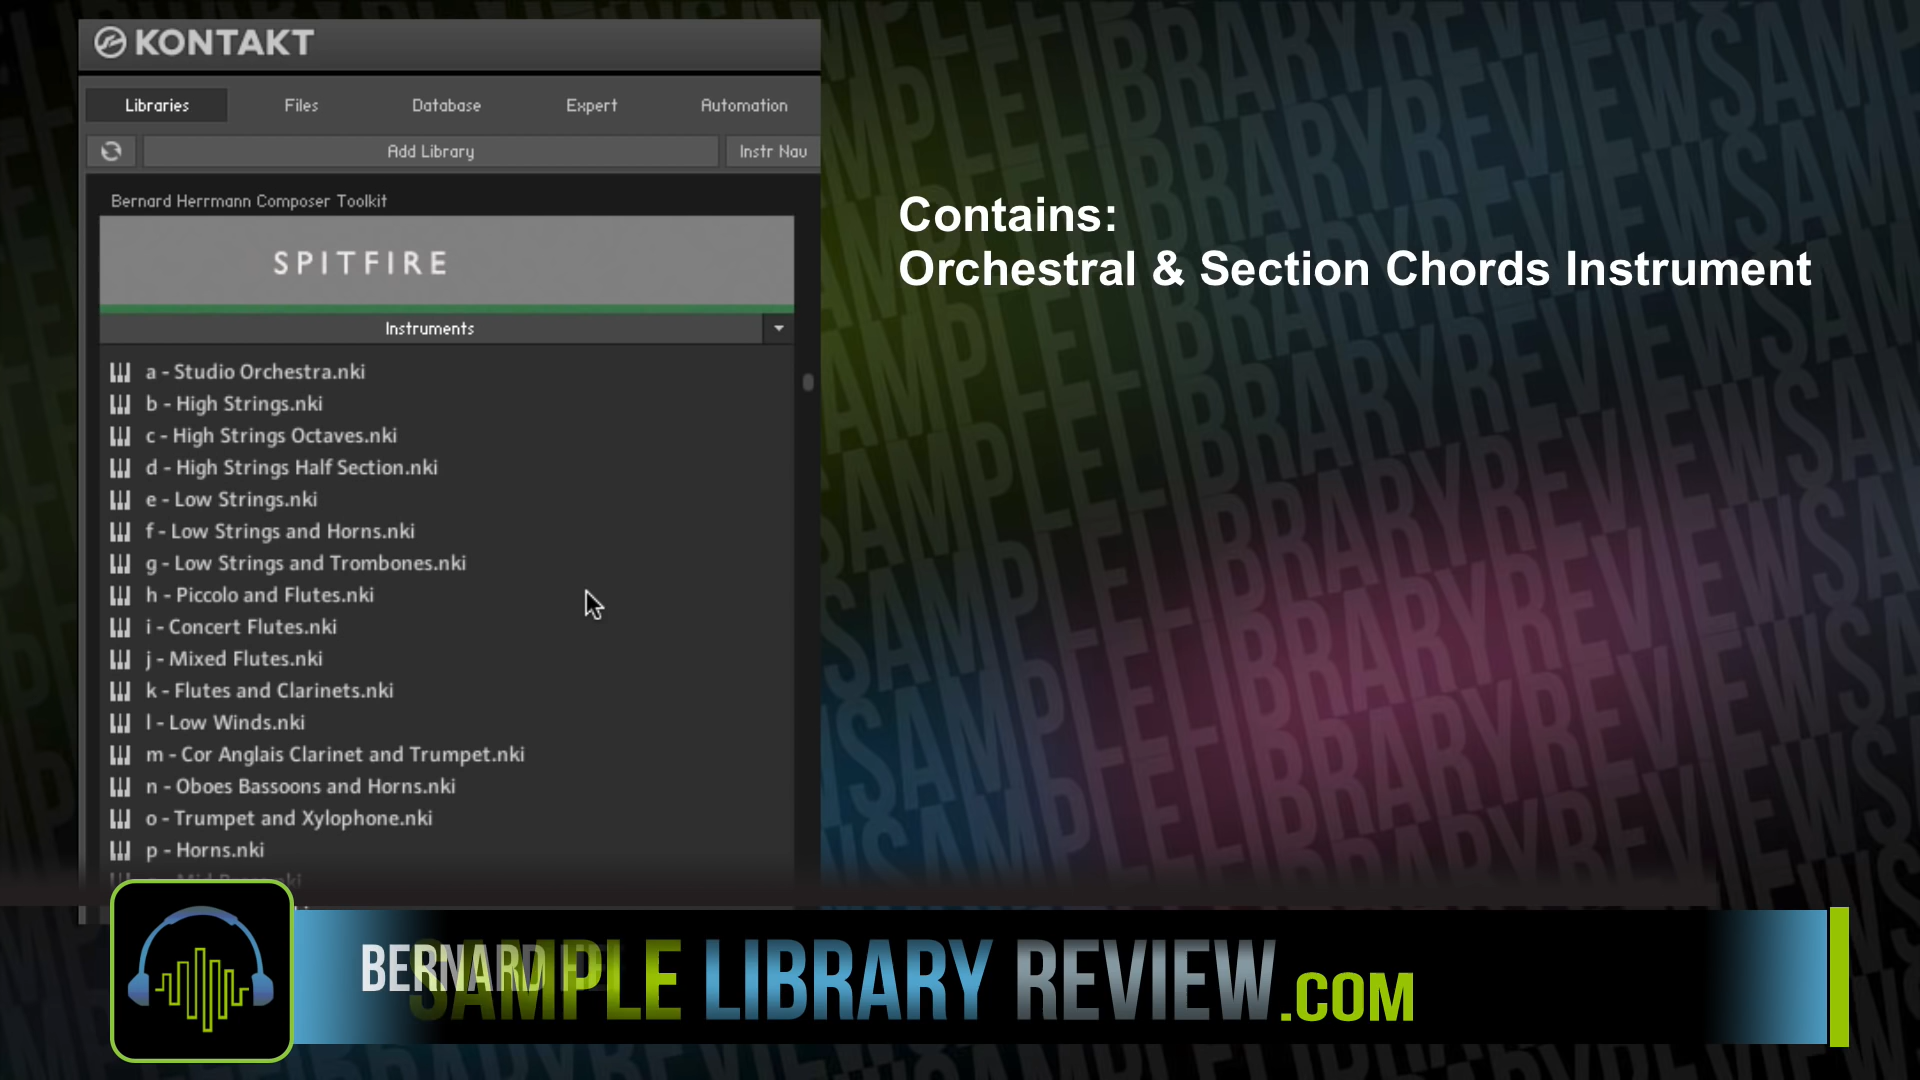 KONTAKT
Libraries Files Database Expert Automation
Add Library Instr Nav
Bernard Herrmann Composer Toolkit
SPITFIRE
Instruments
a - Studio Orchestra.nki
b - High Strings.nki
c - High Strings Octaves.nki
d - High Strings Half Section.nki
e - Low Strings.nki
f - Low Strings and Horns.nki
g - Low Strings and Trombones.nki
h - Piccolo and Flutes.nki
i - Concert Flutes.nki
j - Mixed Flutes.nki
k - Flutes and Clarinets.nki
l - Low Winds.nki
m - Cor Anglais Clarinet and Trumpet.nki
n - Oboes Bassoons and Horns.nki
o - Trumpet and Xylophone.nki
p - Horns.nki
Contains:
Orchestral & Section Chords Instrument
BERNARD
SAMPLE LIBRARY REVIEW.COM